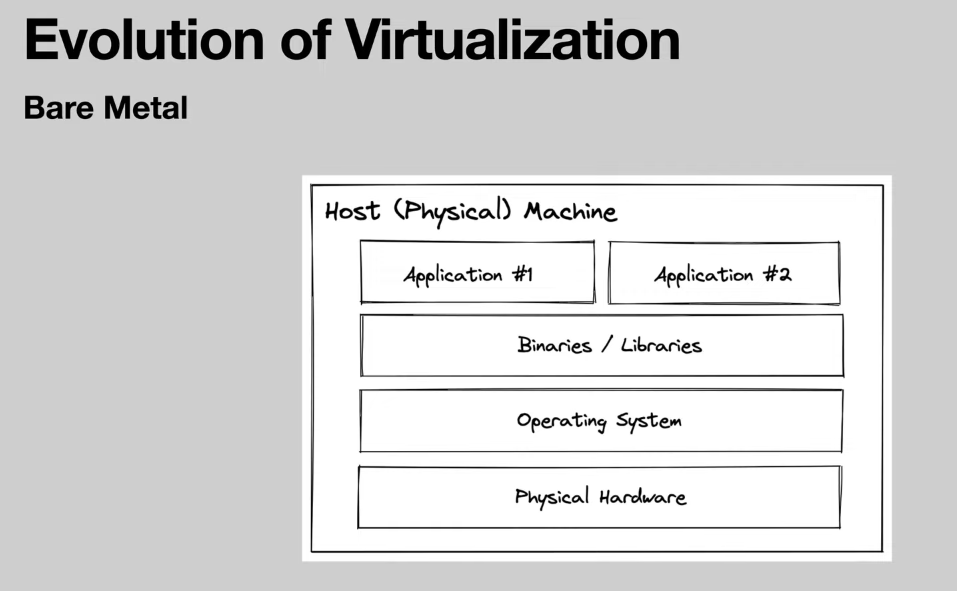 Evolution of Virtualization
Bare Metal
Host (Physical) Machine
Application #1
Application #2
Binaries / Libraries
Operating System
Physical Hardware